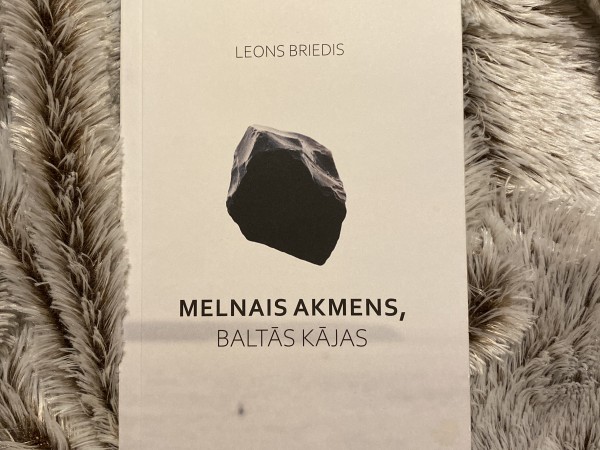 LEONS BRIEDIS
MELNAIS AKMENS,
BALTĀS KĀJAS